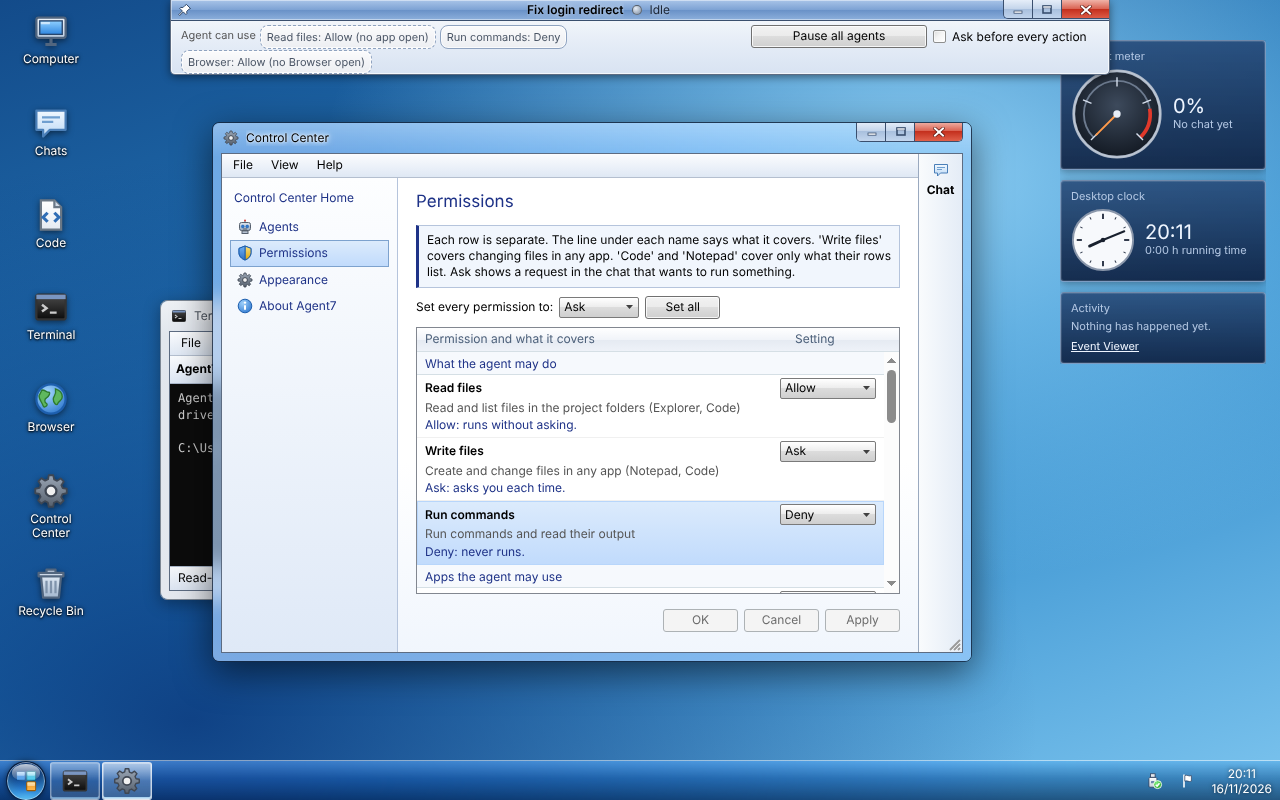 Computer
Chats
Code
Terminal
Browser
Control
Center
Recycle Bin
Fix login redirect
Idle
Agent can use
Read files: Allow (no app open)
Run commands: Deny
Browser: Allow (no Browser open)
Pause all agents
Ask before every action
meter
0%
No chat yet
Desktop clock
20:11
0:00 h running time
Activity
Nothing has happened yet.
Event Viewer
File
Agent
drive
C:\Us
Read-
Control Center
File View Help
Chat
Control Center Home
Agents
Permissions
Appearance
About Agent7
Permissions
Each row is separate. The line under each name says what it covers. 'Write files'
covers changing files in any app. 'Code' and 'Notepad' cover only what their rows
list. Ask shows a request in the chat that wants to run something.
Set every permission to: Ask Set all
Permission and what it covers Setting
What the agent may do
Read files Allow
Read and list files in the project folders (Explorer, Code)
Allow: runs without asking.
Write files Ask
Create and change files in any app (Notepad, Code)
Ask: asks you each time.
Run commands Deny
Run commands and read their output
Deny: never runs.
Apps the agent may use
OK Cancel Apply
20:11
16/11/2026